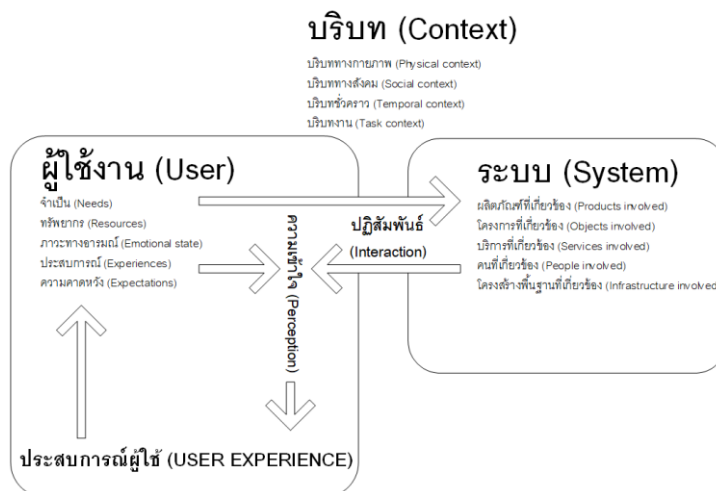 บริบท (Context)
บริบททางกายภาพ (Physical context)
บริบททางสังคม (Social context)
บริบทชั่วคราว (Temporal context)
บริบทงาน (Task context)
ผู้ใช้งาน (User)
จำเป็น (Needs)
ทรัพยากร (Resources)
ภาวะทางอารมณ์ (Emotional state)
ประสบการณ์ (Experiences)
ความคาดหวัง (Expectations)
ความเข้าใจ (Perception)
ปฏิสัมพันธ์
(Interaction)
ระบบ (System)
ผลิตภัณฑ์ที่เกี่ยวข้อง (Products involved)
โครงการที่เกี่ยวข้อง (Objects involved)
บริการที่เกี่ยวข้อง (Services involved)
คนที่เกี่ยวข้อง (People involved)
โครงสร้างพื้นฐานที่เกี่ยวข้อง (Infrastructure involved)
ประสบการณ์ผู้ใช้ (USER EXPERIENCE)